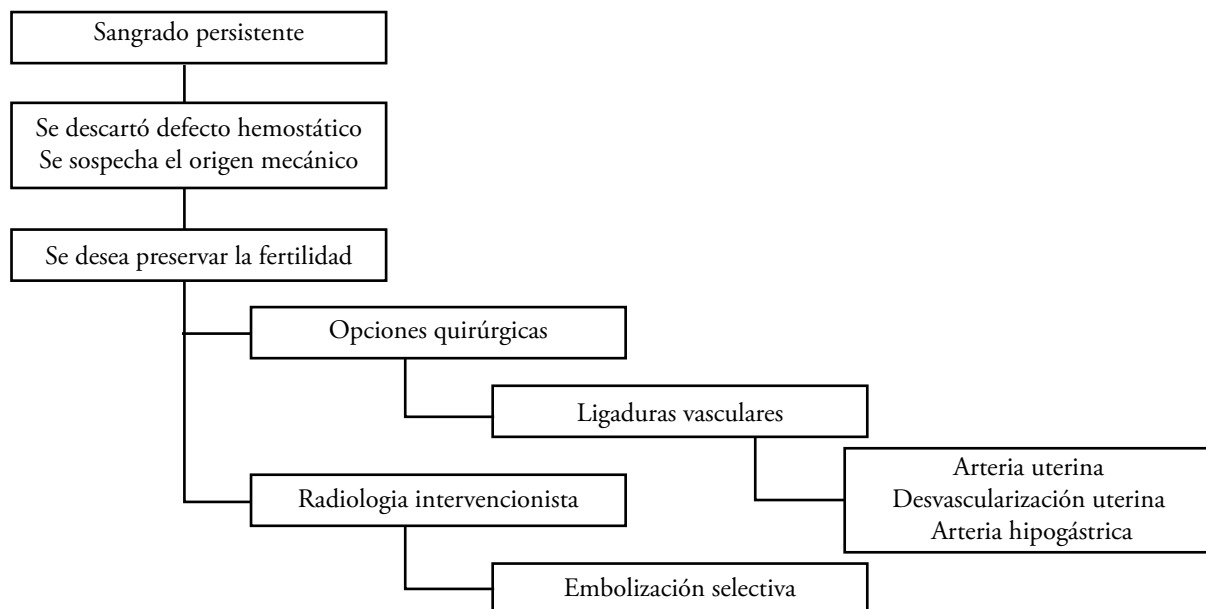 Sangrado persistente
Se descartó defecto hemostático
Se sospecha el origen mecánico
Se desea preservar la fertilidad
Opciones quirúrgicas
Ligaduras vasculares
Arteria uterina
Desvascularización uterina
Arteria hipogástrica
Radiologia intervencionista
Embolización selectiva